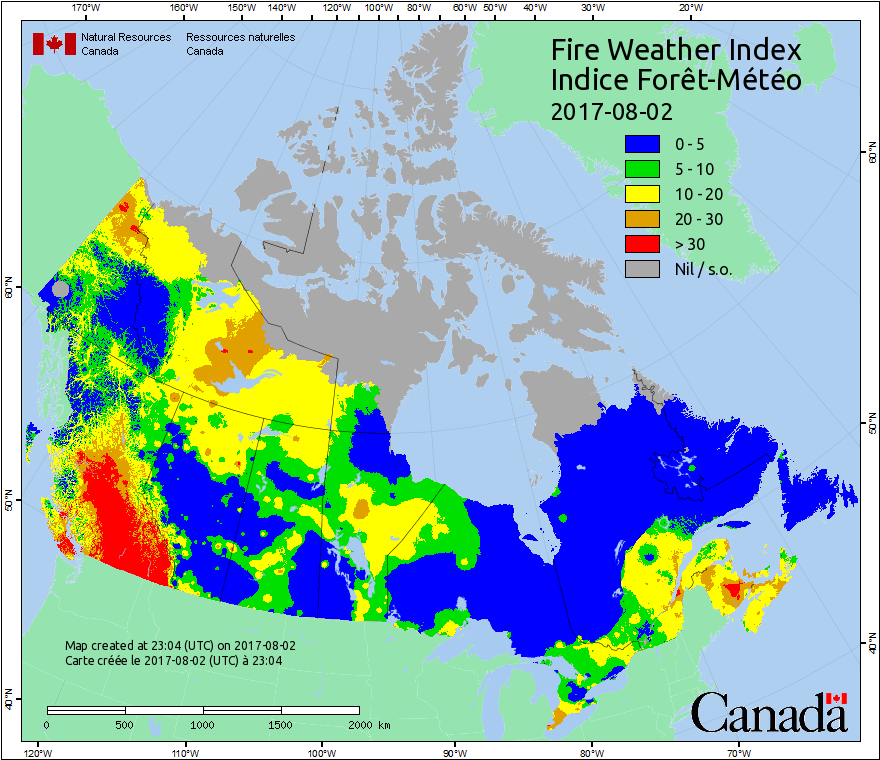 170°W 160°W 150°W 140°W 130°W 120°W 110°W 100°W 90°W 80°W 70°W 60°W 50°W 40°W 30°W 20°W
Natural Resources Canada
Ressources naturelles Canada
Fire Weather Index
Indice Forêt-Météo
2017-08-02
0 - 5
5 - 10
10 - 20
20 - 30
> 30
Nil / s.o.
60°N
60°N
50°N
50°N
40°N
40°N
Map created at 23:04 (UTC) on 2017-08-02
Carte créée le 2017-08-02 (UTC) à 23:04
0 500 1000 1500 2000 km
Canada
120°W 110°W 100°W 90°W 80°W 70°W